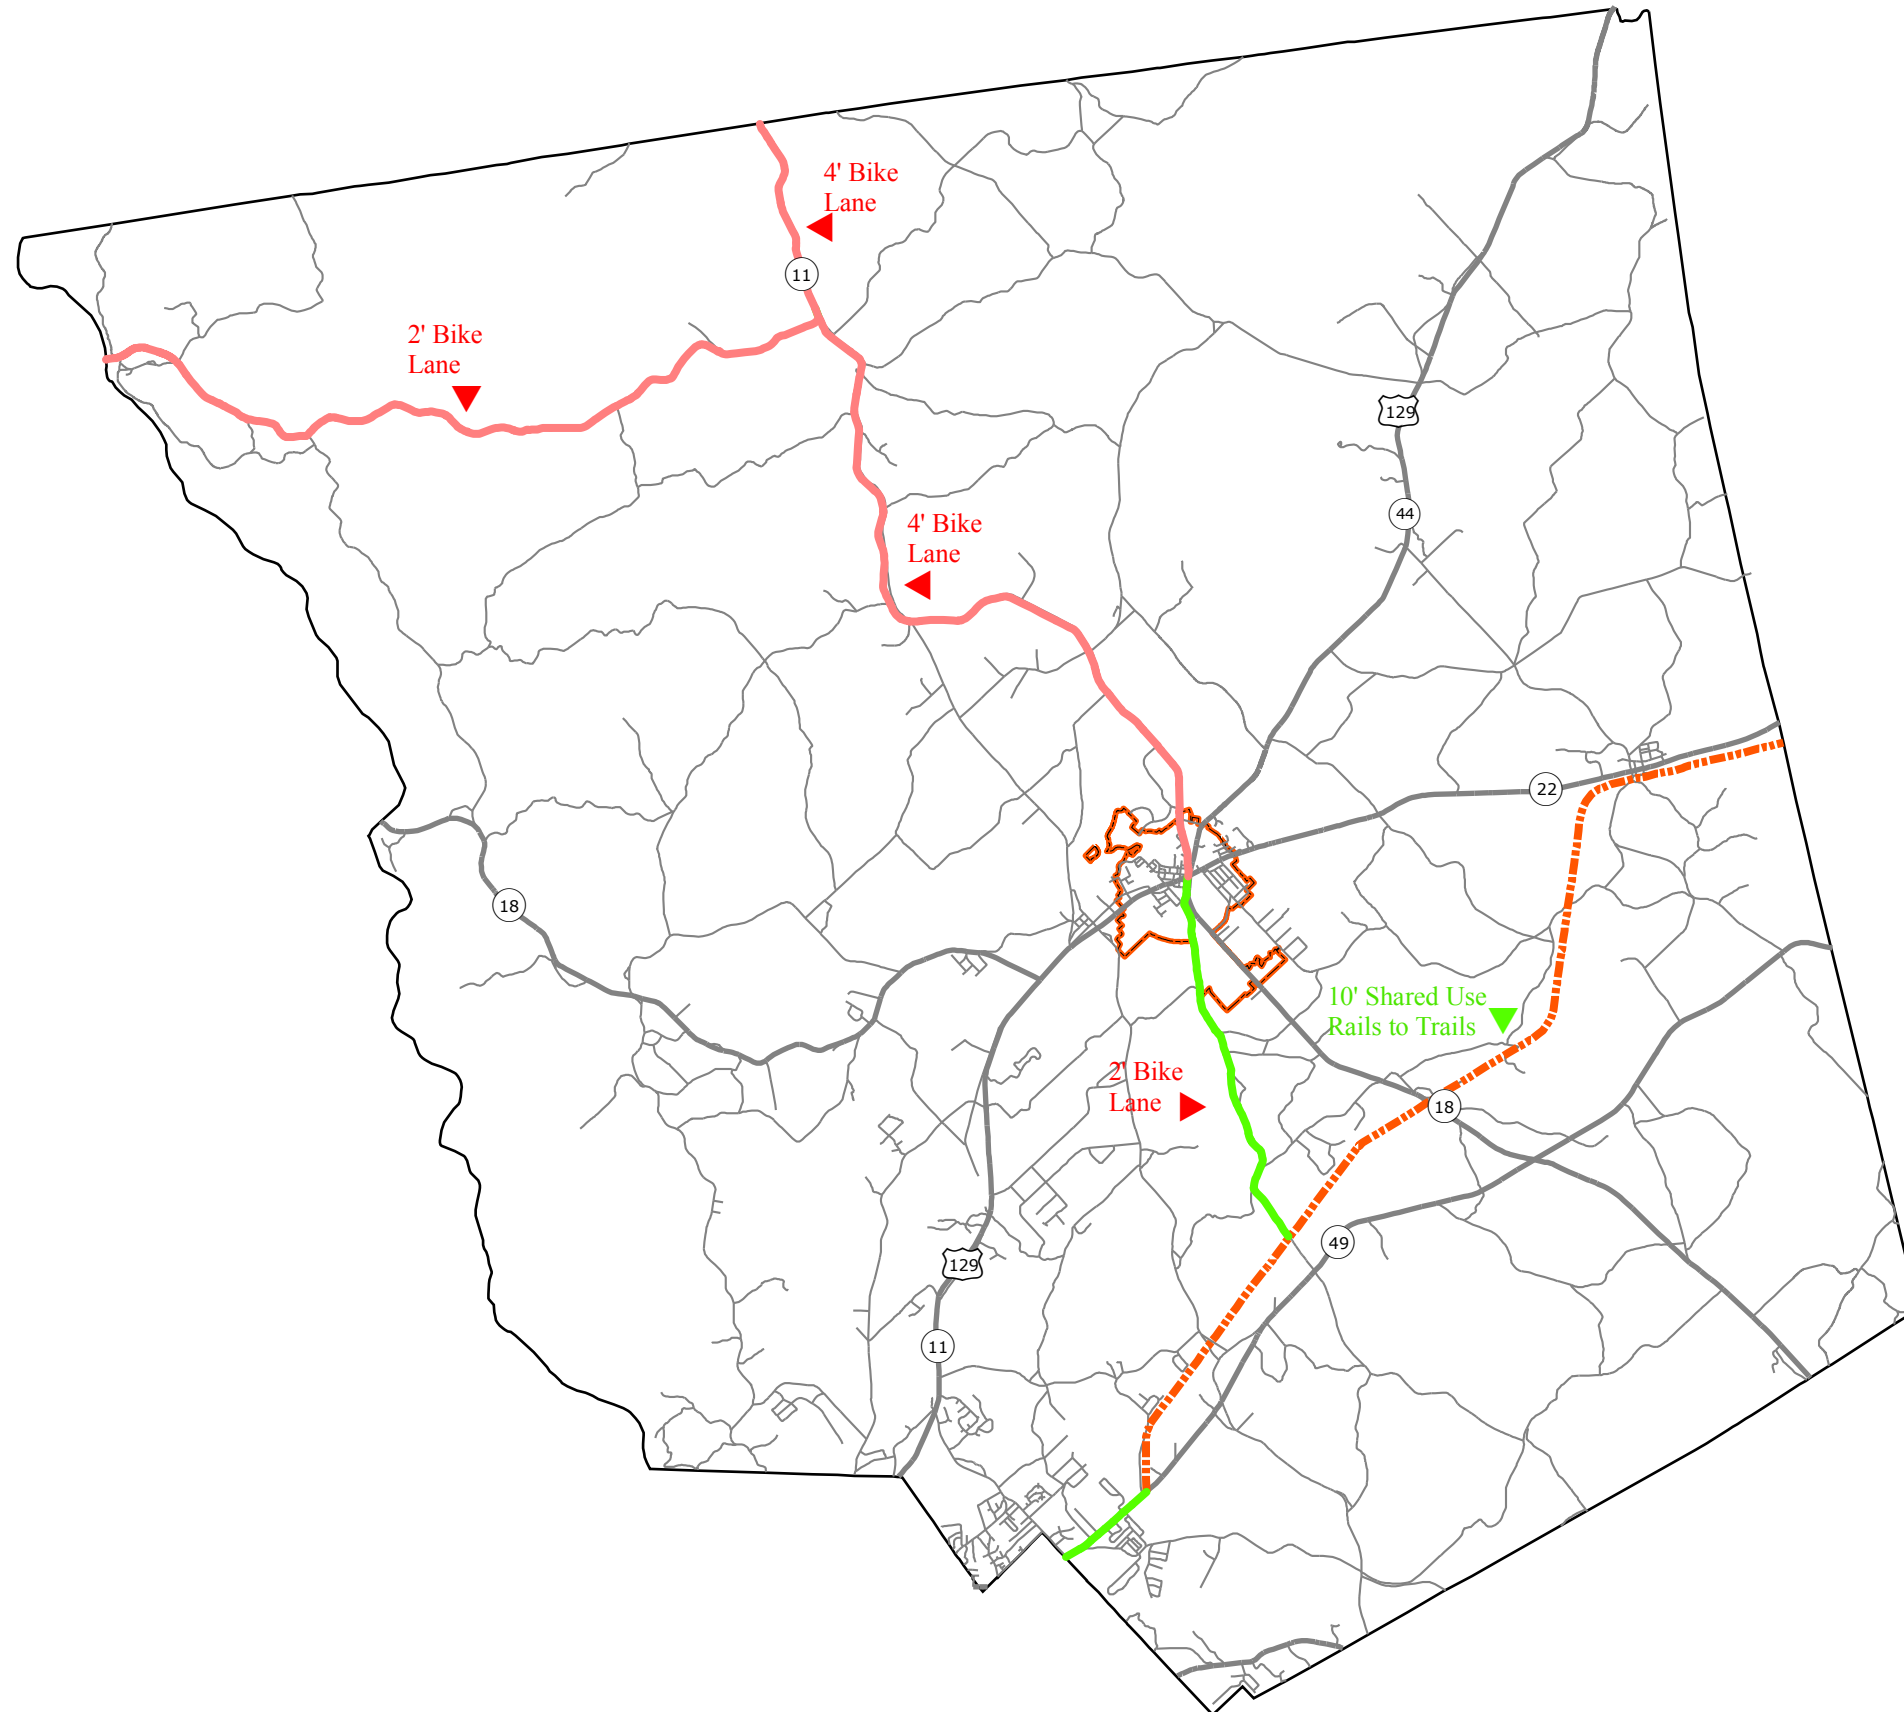 4' Bike
Lane
11
2' Bike
Lane
129
44
4' Bike
Lane
22
18
10' Shared Use
Rails to Trails
2' Bike
Lane
18
49
129
11